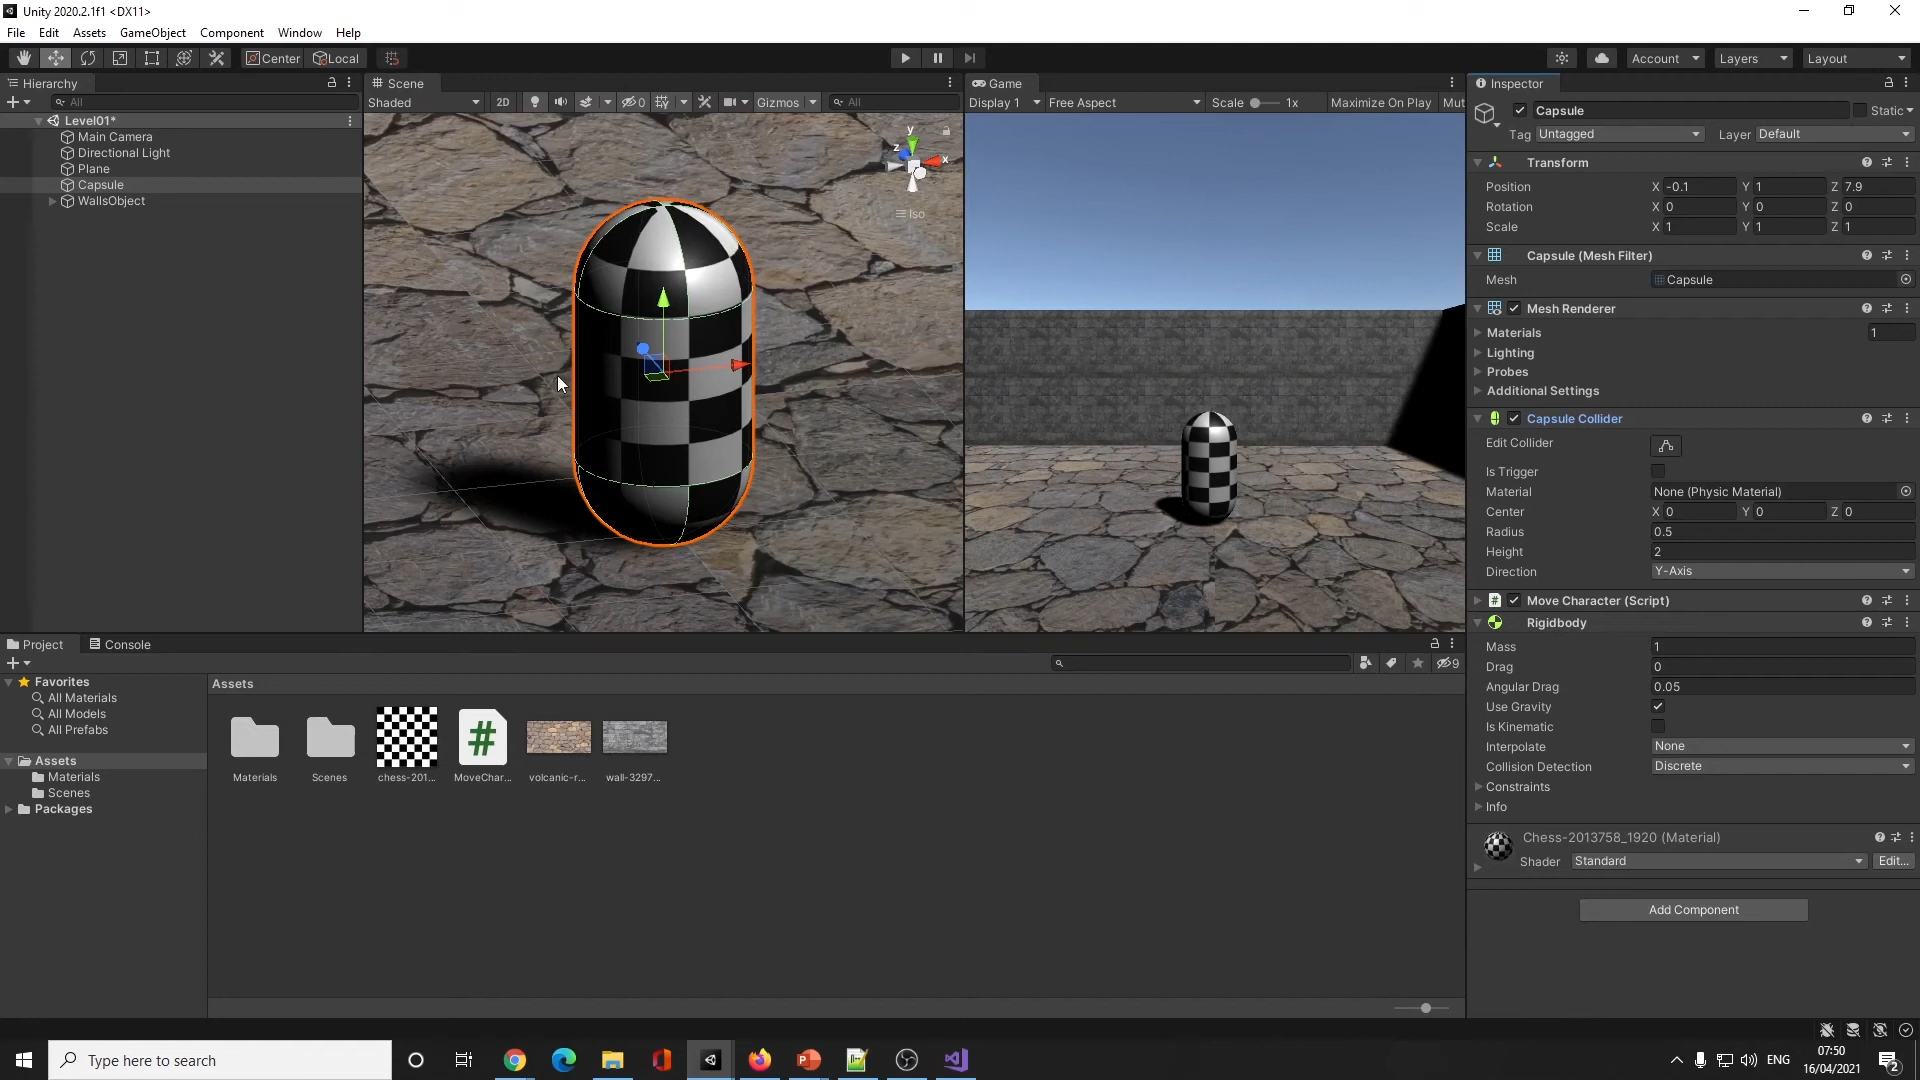 Unity 2020.2.1f1 <DX11>
File Edit Assets GameObject Component Window Help
Center Local Account Layers Layout
Hierarchy
All
Level01*
Main Camera
Directional Light
Plane
Capsule
WallsObject
Scene
Shaded 2D 0 Gizmos All
y
z
x
Iso
Game
Display 1 Free Aspect Scale 1x Maximize On Play Mut
Inspector
Capsule Static
Tag Untagged Layer Default
Transform
Position X -0.1 Y 1 Z 7.9
Rotation X 0 Y 0 Z 0
Scale X 1 Y 1 Z 1
Capsule (Mesh Filter)
Mesh Capsule
Mesh Renderer
Materials 1
Lighting
Probes
Additional Settings
Capsule Collider
Edit Collider
Is Trigger
Material None (Physic Material)
Center X 0 Y 0 Z 0
Radius 0.5
Height 2
Direction Y-Axis
# Move Character (Script)
Rigidbody
Mass 1
Drag 0
Angular Drag 0.05
Use Gravity
Is Kinematic
Interpolate None
Collision Detection Discrete
Constraints
Info
Chess-2013758_1920 (Material)
Shader Standard Edit...
Add Component
Project Console
9
Favorites
All Materials
All Models
All Prefabs
Assets
Materials
Scenes
Packages
Assets
#
Materials Scenes chess-201... MoveChar... volcanic-r... wall-3297...
Type here to search
ENG
07:50
16/04/2021
2